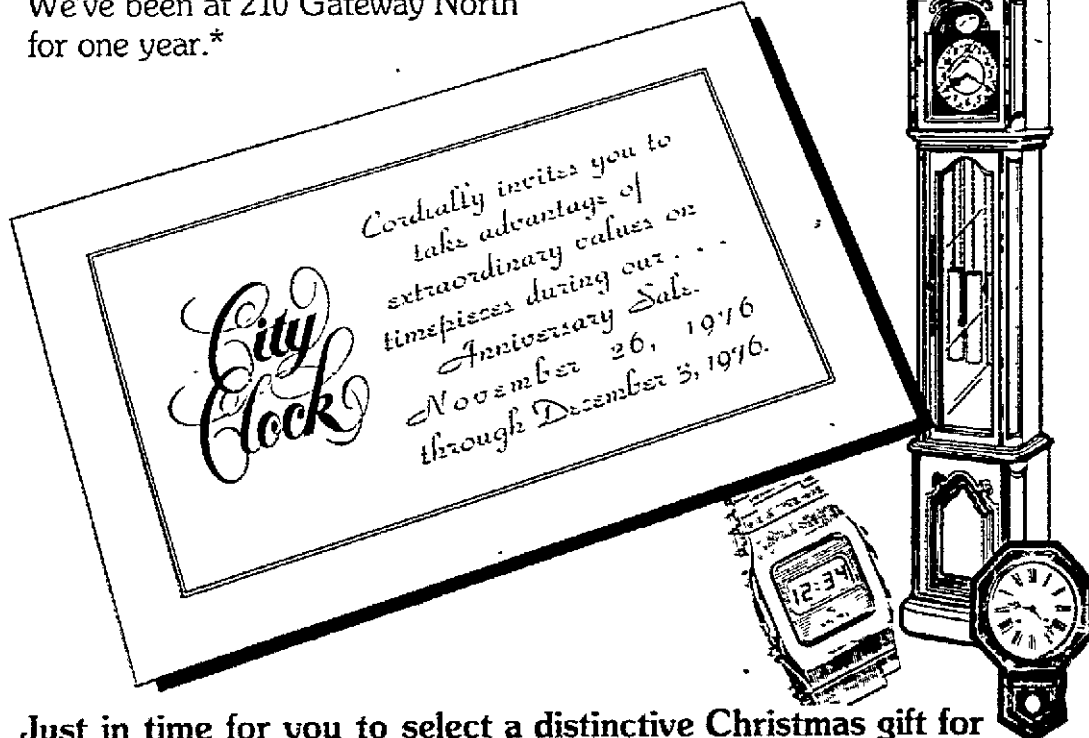 We've been at 210 Gateway North
for one year.*
City
Clock
Cordially invites you to
take advantage of
extraordinary values on
timepieces during our . . .
Anniversary Sale.
November 26, 1976
through December 3, 1976.
12:34
Just in time for you to select a distinctive Christmas gift for